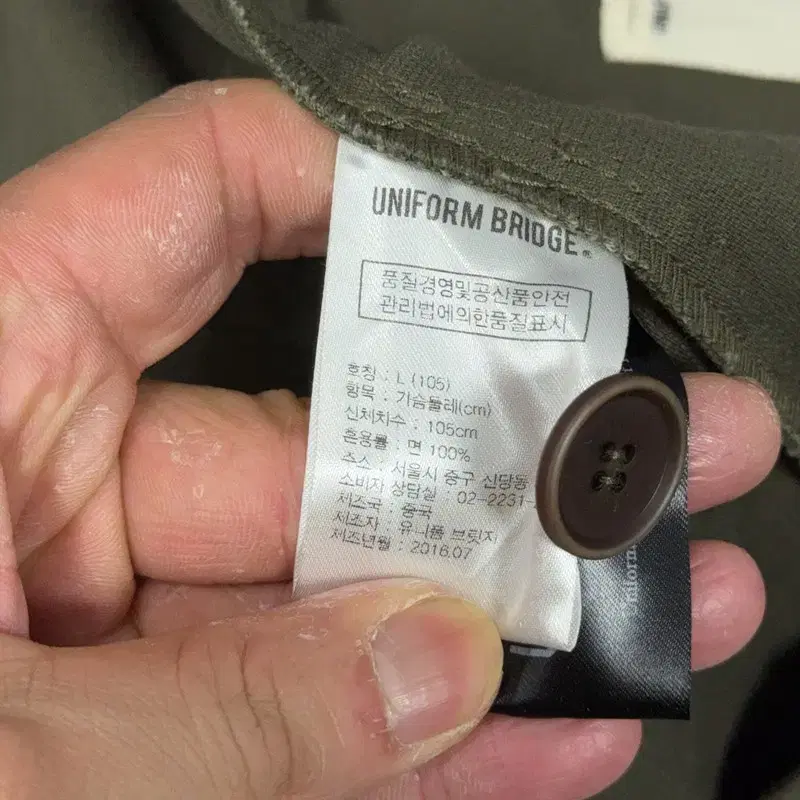 UNIFORM BRIDGE®
품질경영및공산품안전
관리법에의한품질표시
호칭 : L (105)
항목 : 가슴둘레(cm)
신체치수 : 105cm
혼용률 : 면 100%
주소 : 서울시 중구 신당동
소비자 상담실 : 02-2231-
제조국 : 중국
제조자 : 유니폼 브릿지
제조년월 : 2016.07